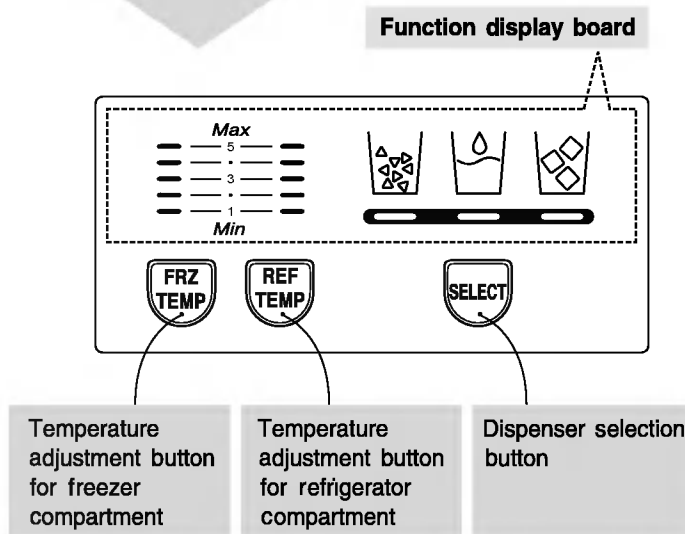 Function display board
Max
5
3
1
Min
FRZ
TEMP
REF
TEMP
SELECT
Temperature
adjustment button
for freezer
compartment
Temperature
adjustment button
for refrigerator
compartment
Dispenser selection
button